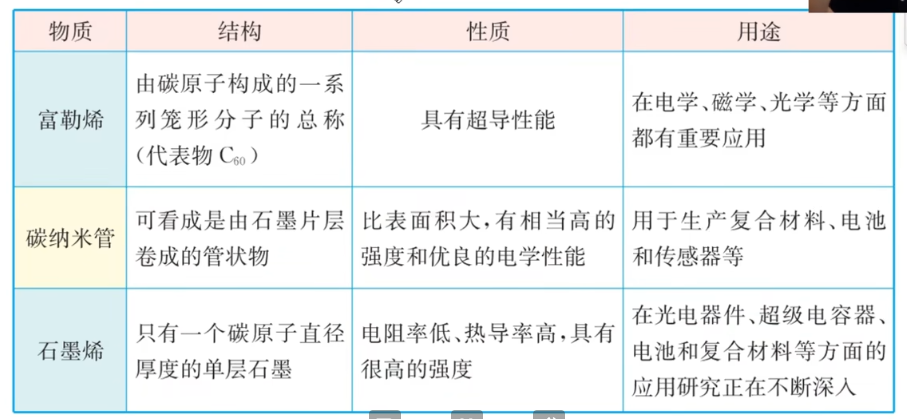 物质 结构 性质 用途
富勒烯
由碳原子构成的一系
列笼形分子的总称
（代表物 C₆₀）
具有超导性能
在电学、磁学、光学等方面
都有重要应用
碳纳米管
可看成是由石墨片层
卷成的管状物
比表面积大，有相当高的
强度和优良的电学性能
用于生产复合材料、电池
和传感器等
石墨烯
只有一个碳原子直径
厚度的单层石墨
电阻率低、热导率高，具有
很高的强度
在光电器件、超级电容器、
电池和复合材料等方面的
应用研究正在不断深入